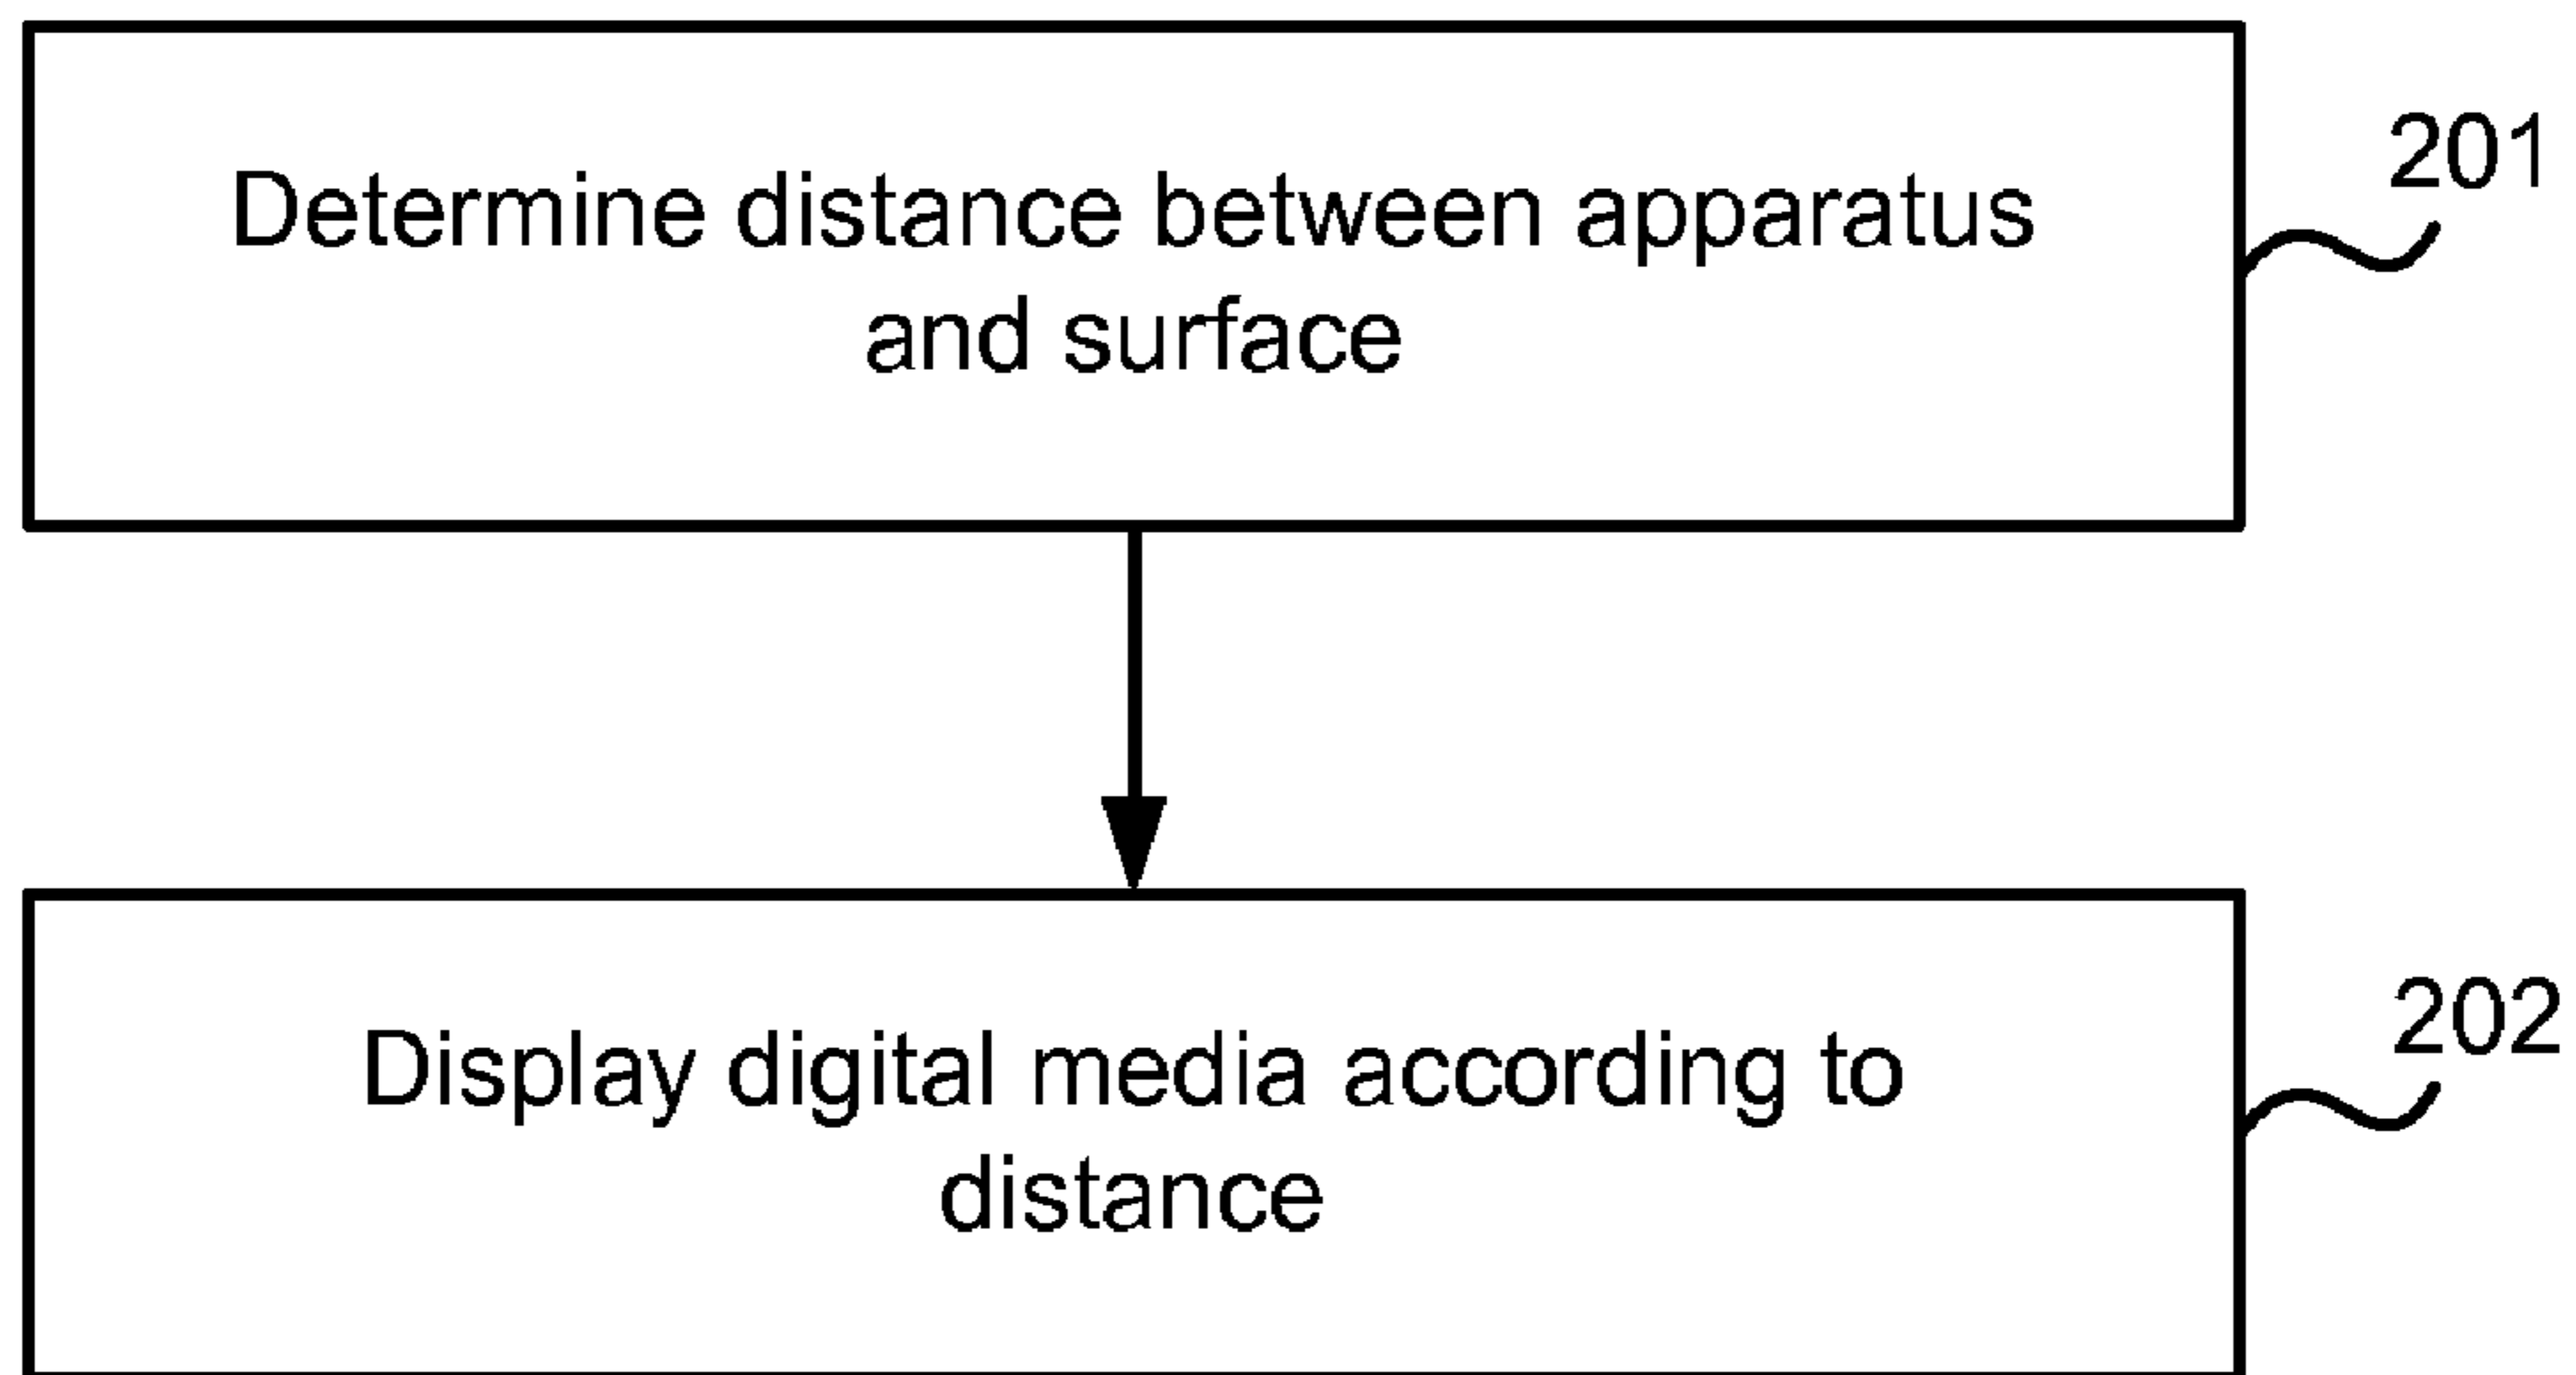 Determine distance between apparatus
and surface
201
Display digital media according to
distance
202